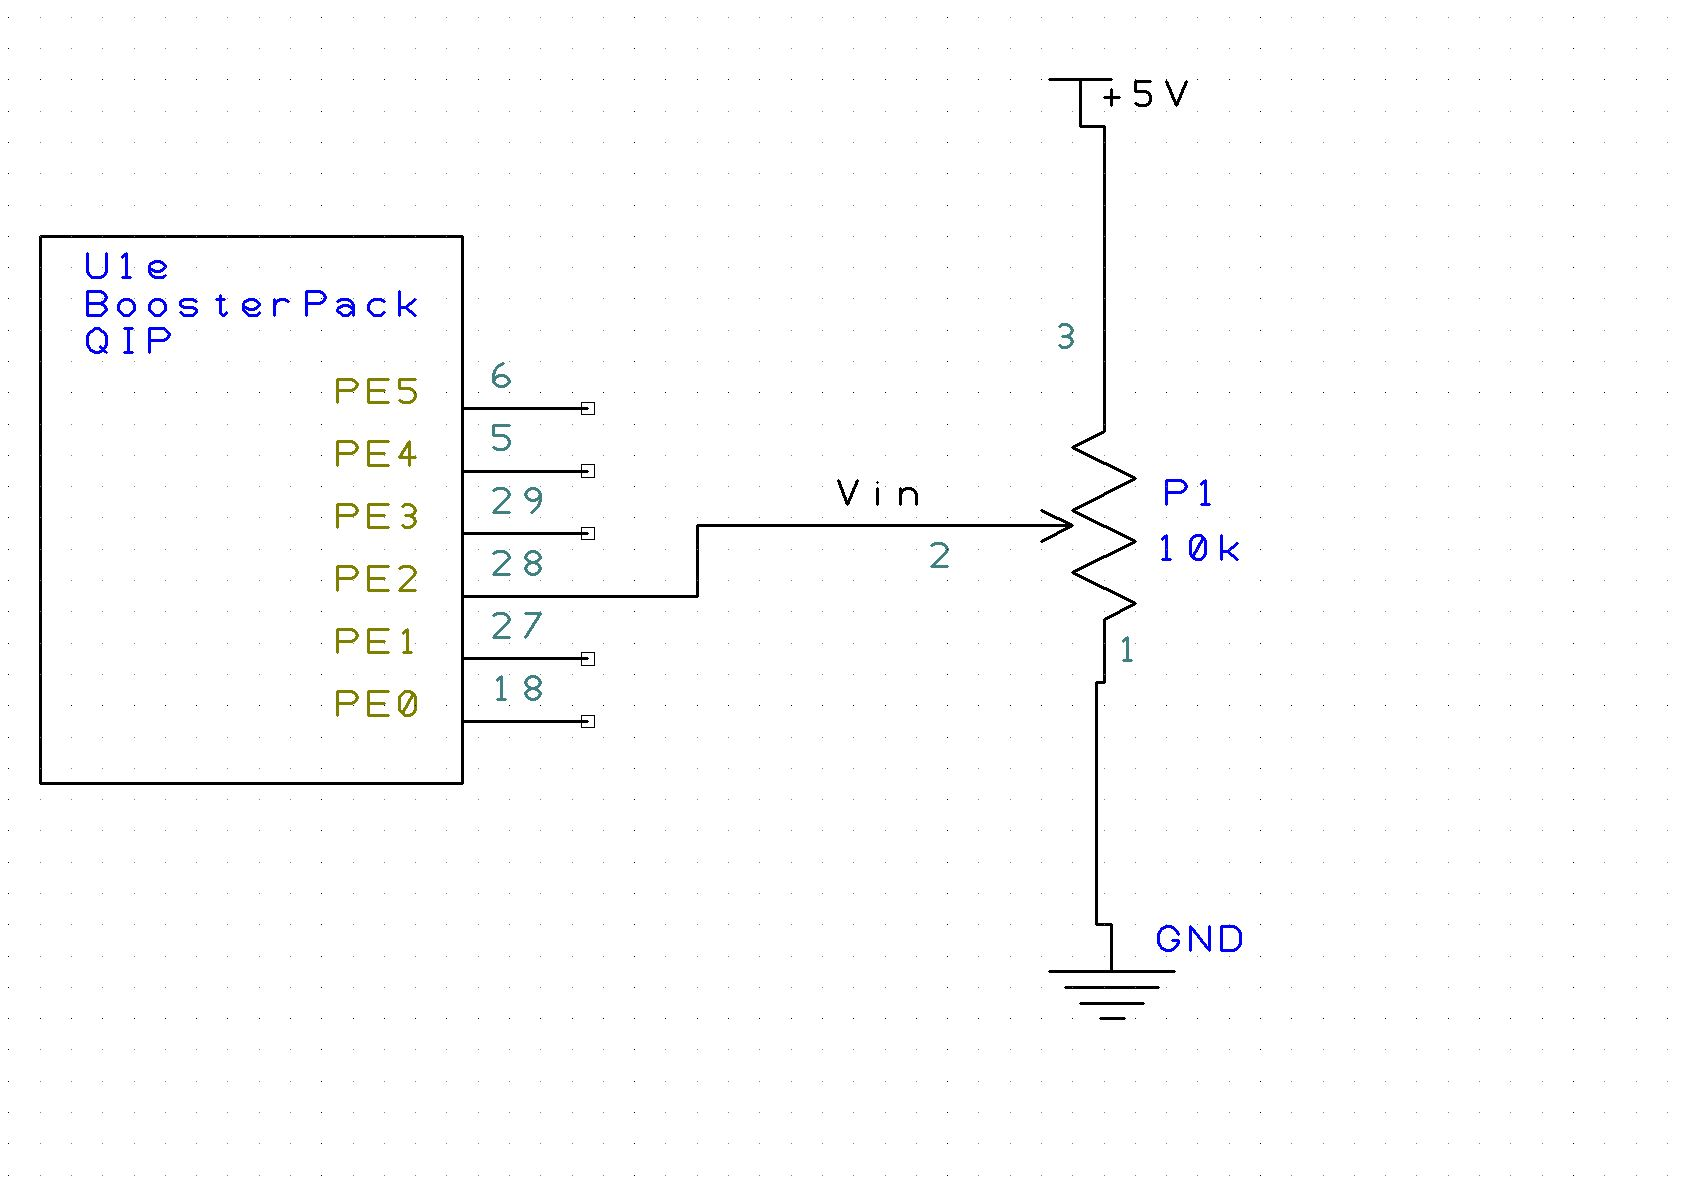 +5V
U1e
BoosterPack
QIP
3
PE5 6
PE4 5
PE3 29
PE2 28
PE1 27
PE0 18
Vin
2
P1
10k
1
GND